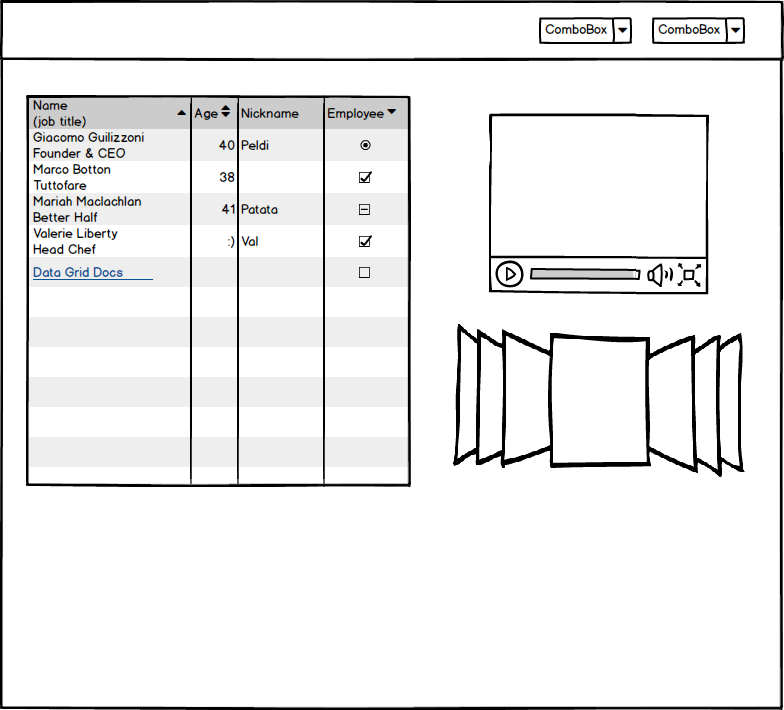 ComboBox ComboBox
Name
(job title) Age Nickname Employee
Giacomo Guilizzoni
Founder & CEO 40 Peldi
Marco Botton
Tuttofare 38
Mariah Maclachlan
Better Half 41 Patata
Valerie Liberty
Head Chef :) Val
Data Grid Docs